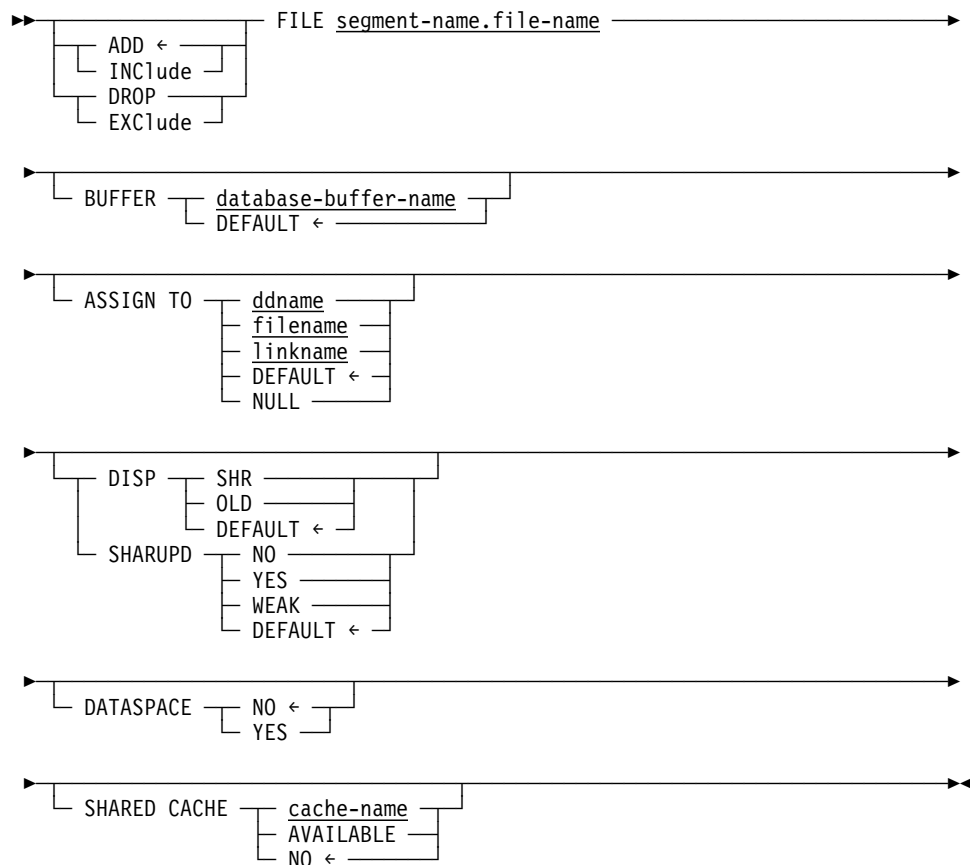 FILE segment-name.file-name
ADD ←
INClude
DROP
EXClude
BUFFER database-buffer-name
DEFAULT ←
ASSIGN TO ddname
filename
linkname
DEFAULT ←
NULL
DISP SHR
OLD
DEFAULT ←
SHARUPD NO
YES
WEAK
DEFAULT ←
DATASPACE NO ←
YES
SHARED CACHE cache-name
AVAILABLE
NO ←